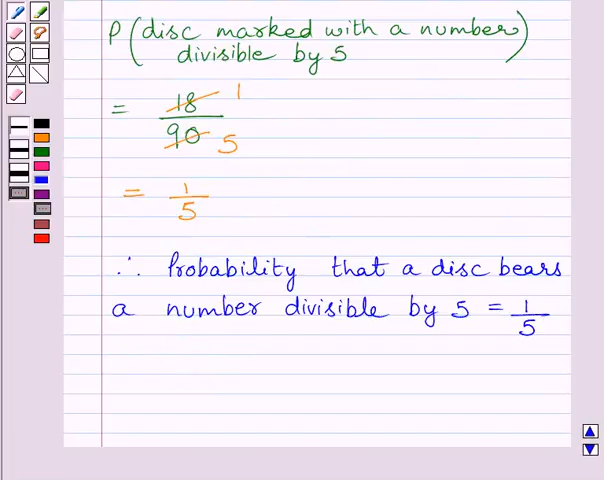 P (disc marked with a number)
divisible by 5
= 18/90 1 5
= 1/5
∴ Probability that a disc bears
a number divisible by 5 = 1/5